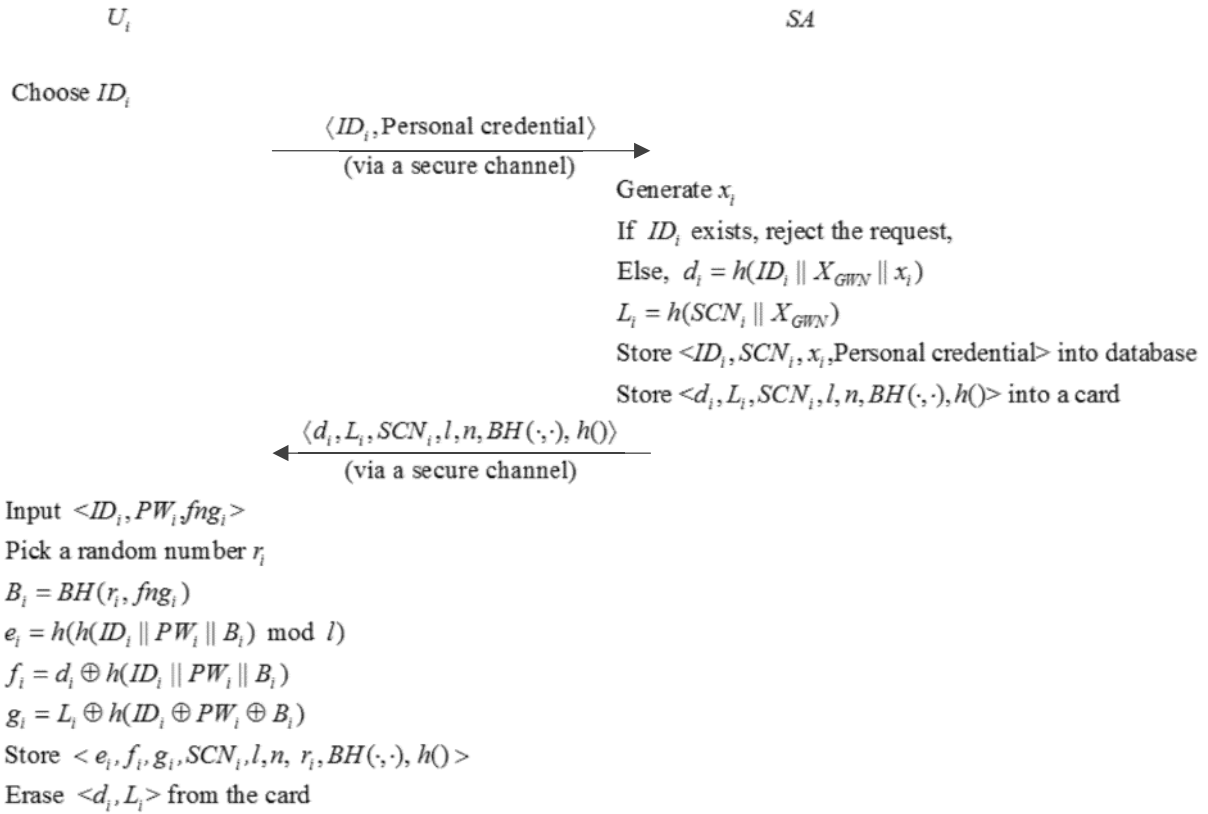 U_i SA
Choose ID_i
⟨ID_i,Personal credential⟩
(via a secure channel)
Generate x_i
If ID_i exists, reject the request,
Else, d_i = h(ID_i || X_GWN || x_i)
L_i = h(SCN_i || X_GWN)
Store <ID_i, SCN_i, x_i,Personal credential> into database
Store <d_i, L_i, SCN_i, l, n, BH(·,·), h()> into a card
⟨d_i, L_i, SCN_i, l, n, BH(·,·), h()⟩
(via a secure channel)
Input <ID_i, PW_i, fng_i>
Pick a random number r_i
B_i = BH(r_i, fng_i)
e_i = h(h(ID_i || PW_i || B_i) mod l)
f_i = d_i ⊕ h(ID_i || PW_i || B_i)
g_i = L_i ⊕ h(ID_i ⊕ PW_i ⊕ B_i)
Store < e_i, f_i, g_i, SCN_i, l, n, r_i, BH(·,·), h() >
Erase <d_i, L_i> from the card